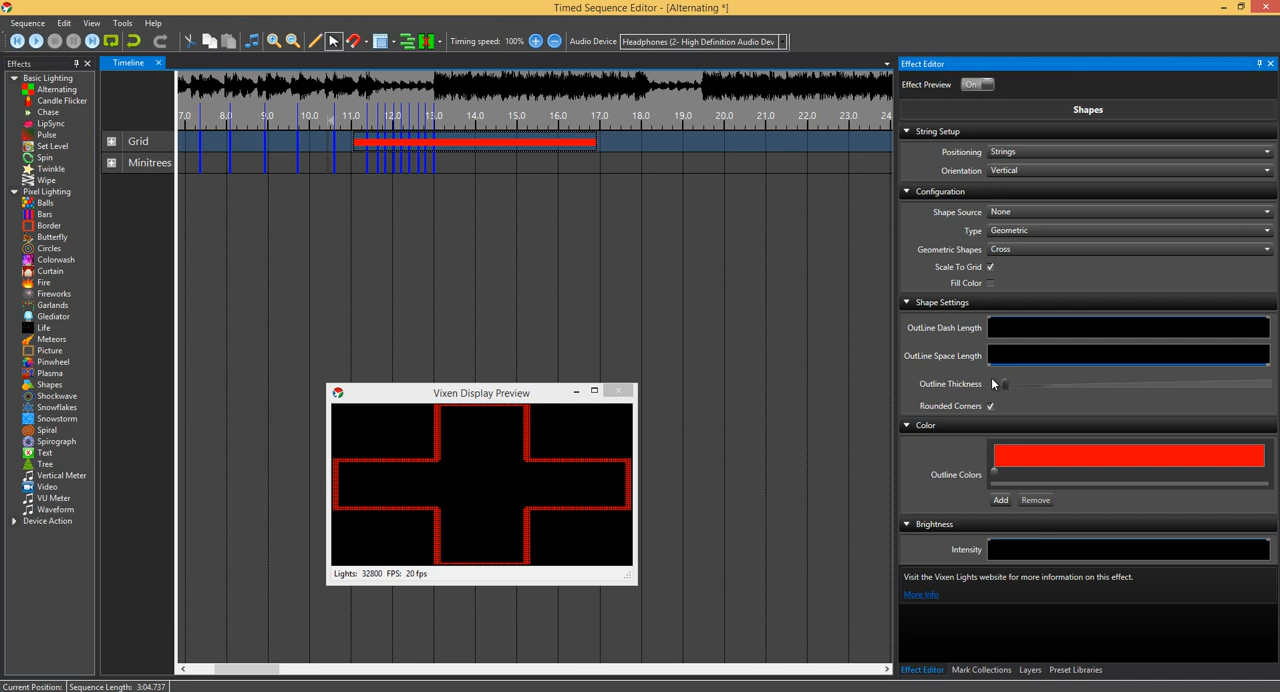 Timed Sequence Editor - [Alternating *]
Sequence Edit View Tools Help
Timing speed: 100% Audio Device Headphones (2- High Definition Audio Dev
Effects
Basic Lighting
Alternating
Candle Flicker
Chase
LipSync
Pulse
Set Level
Spin
Twinkle
Wipe
Pixel Lighting
Balls
Bars
Border
Butterfly
Circles
Colorwash
Curtain
Fire
Fireworks
Garlands
Glediator
Life
Meteors
Picture
Pinwheel
Plasma
Shapes
Shockwave
Snowflakes
Snowstorm
Spiral
Spirograph
Text
Tree
Vertical Meter
Video
VU Meter
Waveform
Device Action
Timeline
7.0 8.0 9.0 10.0 11.0 12.0 13.0 14.0 15.0 16.0 17.0 18.0 19.0 20.0 21.0 22.0 23.0 24
Grid
Minitrees
Vixen Display Preview
Lights: 32800 FPS: 20 fps
Effect Editor
Effect Preview On
Shapes
String Setup
Positioning Strings
Orientation Vertical
Configuration
Shape Source None
Type Geometric
Geometric Shapes Cross
Scale To Grid
Fill Color
Shape Settings
OutLine Dash Length
OutLine Space Length
Outline Thickness
Rounded Corners
Color
Outline Colors
Add Remove
Brightness
Intensity
Visit the Vixen Lights website for more information on this effect.
More Info
Effect Editor Mark Collections Layers Preset Libraries
Current Position: Sequence Length: 3:04.737